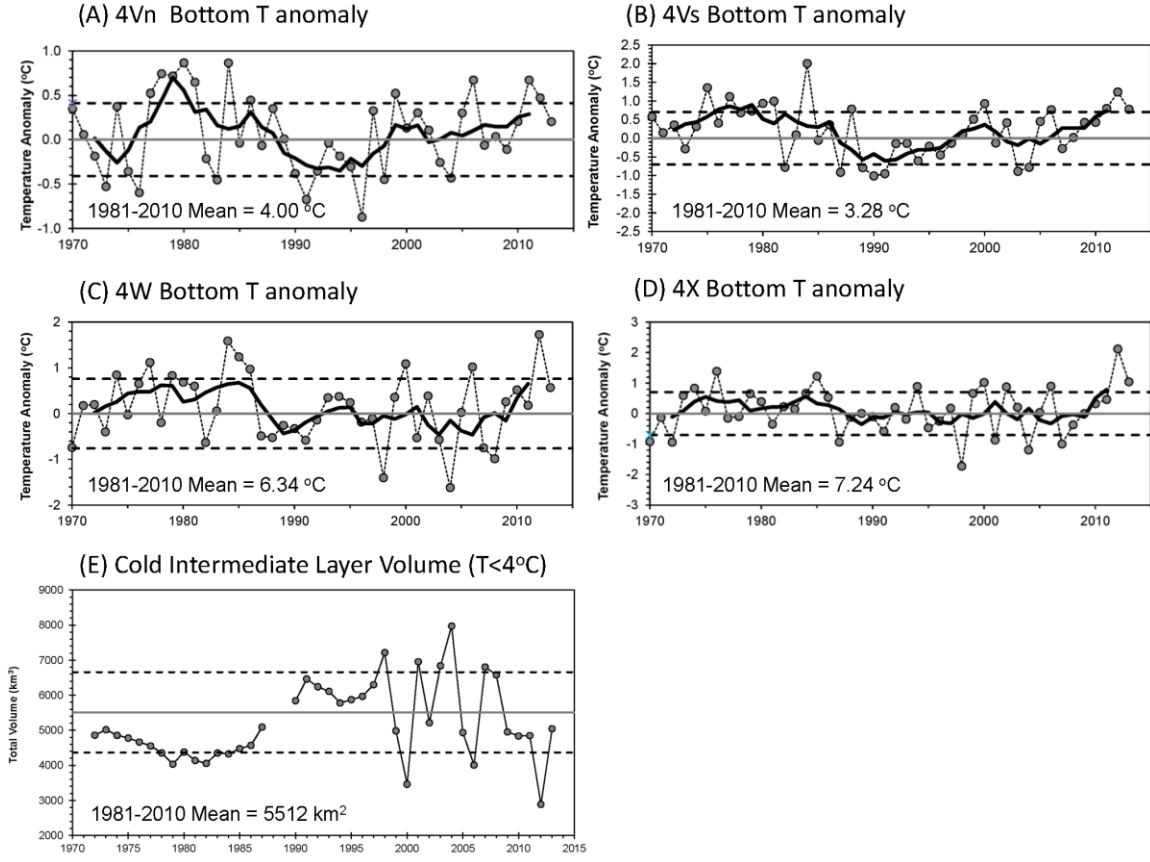 (A) 4Vn Bottom T anomaly
Temperature Anomaly (°C)
1.0
0.5
0.0
-0.5
-1.0
1981-2010 Mean = 4.00 °C
1970 1980 1990 2000 2010
(B) 4Vs Bottom T anomaly
Temperature Anomaly (°C)
2.5
2.0
1.5
1.0
0.5
0.0
-0.5
-1.0
-1.5
-2.0
-2.5
1981-2010 Mean = 3.28 °C
1970 1980 1990 2000 2010
(C) 4W Bottom T anomaly
Temperature Anomaly (°C)
2
1
0
-1
-2
1981-2010 Mean = 6.34 °C
1970 1980 1990 2000 2010
(D) 4X Bottom T anomaly
Temperature Anomaly (°C)
3
2
1
0
-1
-2
-3
1981-2010 Mean = 7.24 °C
1970 1980 1990 2000 2010
(E) Cold Intermediate Layer Volume (T<4°C)
Total Volume (km³)
9000
8000
7000
6000
5000
4000
3000
2000
1981-2010 Mean = 5512 km²
1970 1975 1980 1985 1990 1995 2000 2005 2010 2015